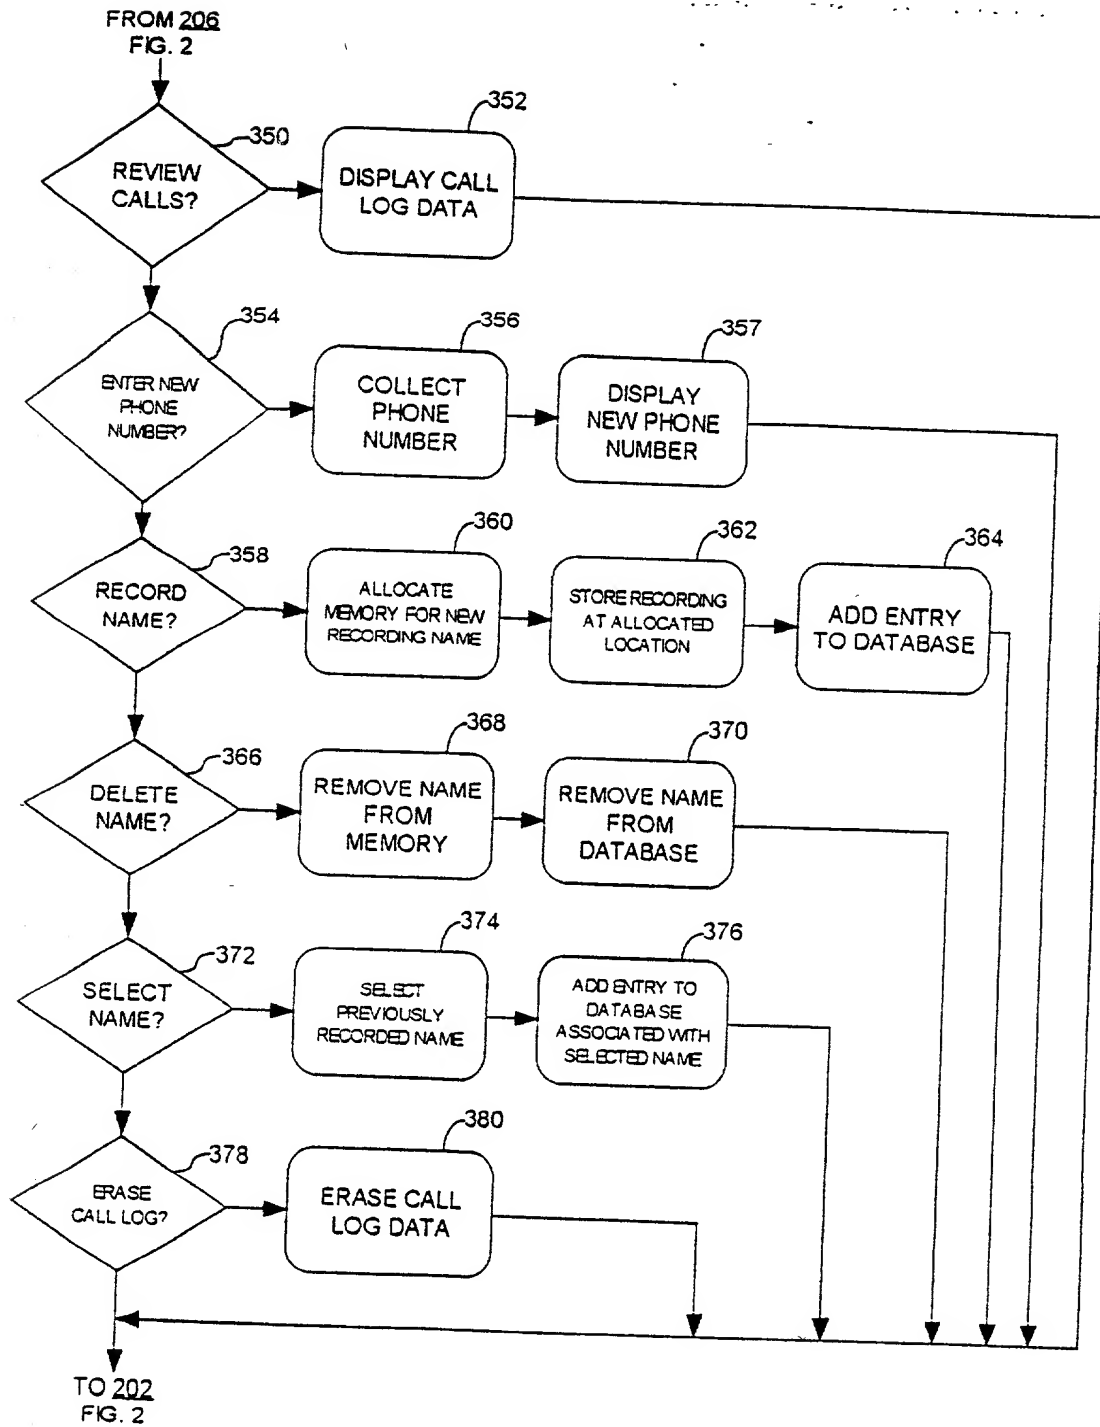 FROM 206
FIG. 2
350
REVIEW
CALLS?
352
DISPLAY CALL
LOG DATA
354
ENTER NEW
PHONE
NUMBER?
356
COLLECT
PHONE
NUMBER
357
DISPLAY
NEW PHONE
NUMBER
358
RECORD
NAME?
360
ALLOCATE
MEMORY FOR NEW
RECORDING NAME
362
STORE RECORDING
AT ALLOCATED
LOCATION
364
ADD ENTRY
TO DATABASE
366
DELETE
NAME?
368
REMOVE NAME
FROM
MEMORY
370
REMOVE NAME
FROM
DATABASE
372
SELECT
NAME?
374
SELECT
PREVIOUSLY
RECORDED NAME
376
ADD ENTRY TO
DATABASE
ASSOCIATED WITH
SELECTED NAME
378
ERASE
CALL LOG?
380
ERASE CALL
LOG DATA
TO 202
FIG. 2